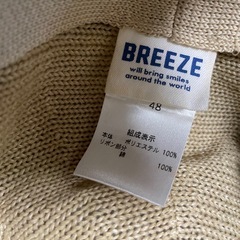 BREEZE
will bring smiles
around the world
48
組成表示
本体 ポリエステル 100%
リボン部分
綿 100%